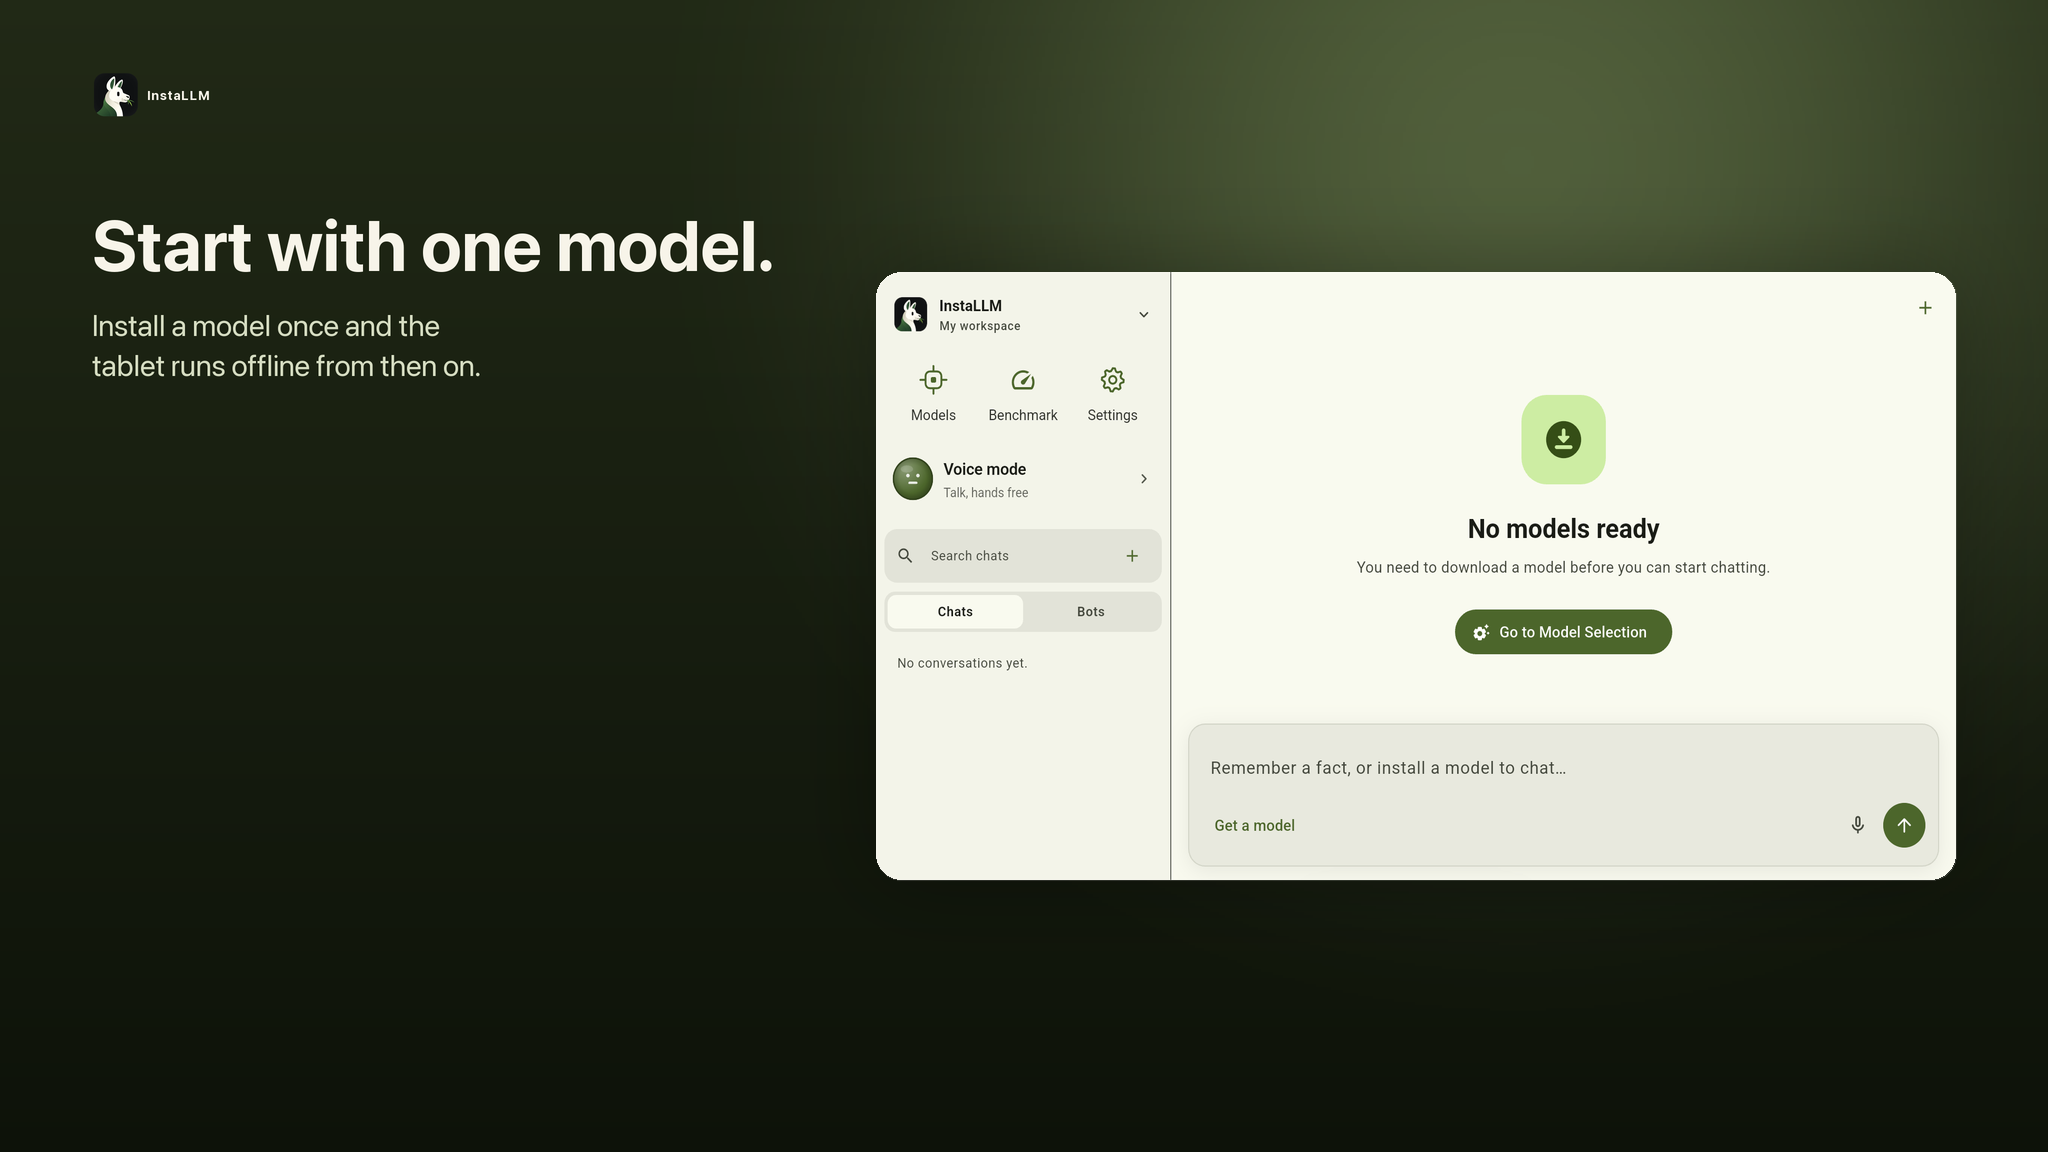 InstaLLM
Start with one model.
Install a model once and the
tablet runs offline from then on.
InstaLLM
My workspace
Models
Benchmark
Settings
Voice mode
Talk, hands free
Search chats
Chats
Bots
No conversations yet.
No models ready
You need to download a model before you can start chatting.
Go to Model Selection
Remember a fact, or install a model to chat…
Get a model